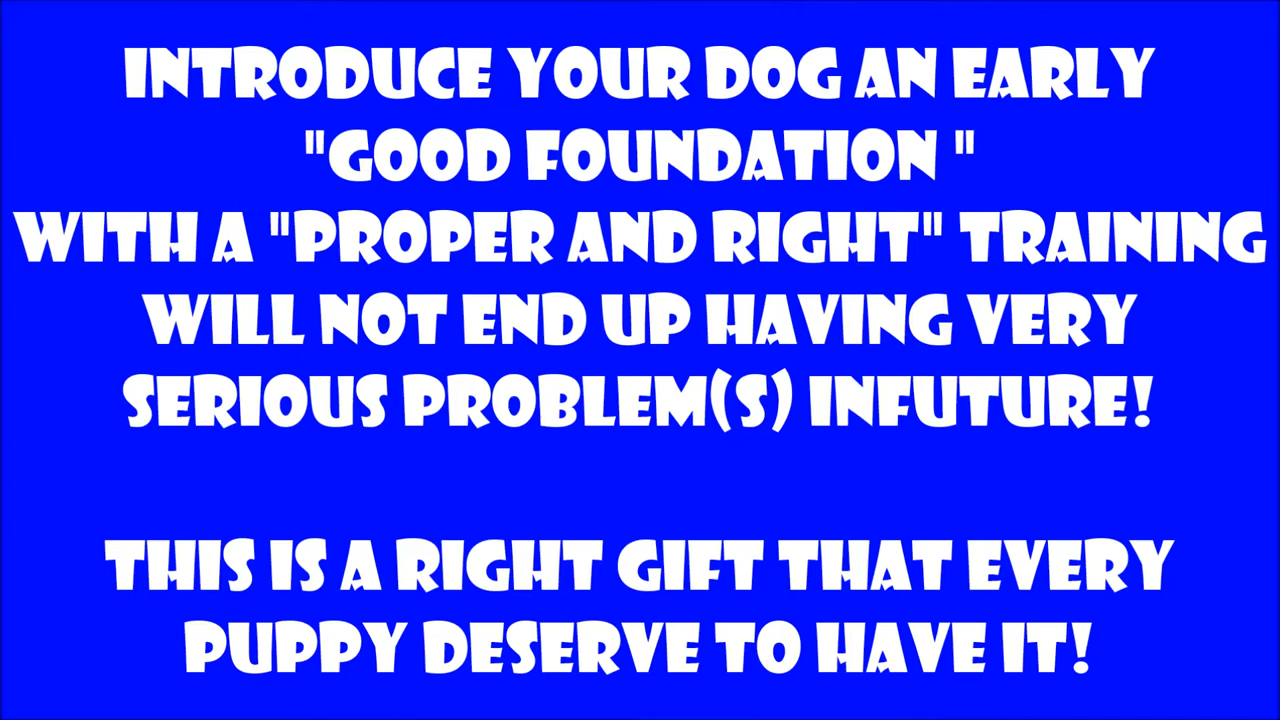 INTRODUCE YOUR DOG AN EARLY
"GOOD FOUNDATION "
WITH A "PROPER AND RIGHT" TRAINING
WILL NOT END UP HAVING VERY
SERIOUS PROBLEM(S) INFUTURE!
THIS IS A RIGHT GIFT THAT EVERY
PUPPY DESERVE TO HAVE IT!